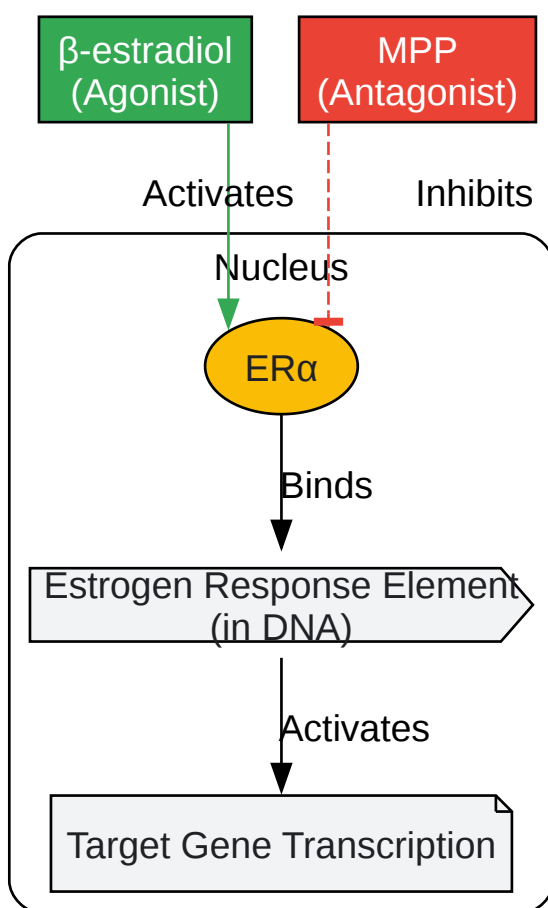 β-estradiol
(Agonist)
MPP
(Antagonist)
Activates
Inhibits
Nucleus
ERα
Binds
Estrogen Response Element
(in DNA)
Activates
Target Gene Transcription